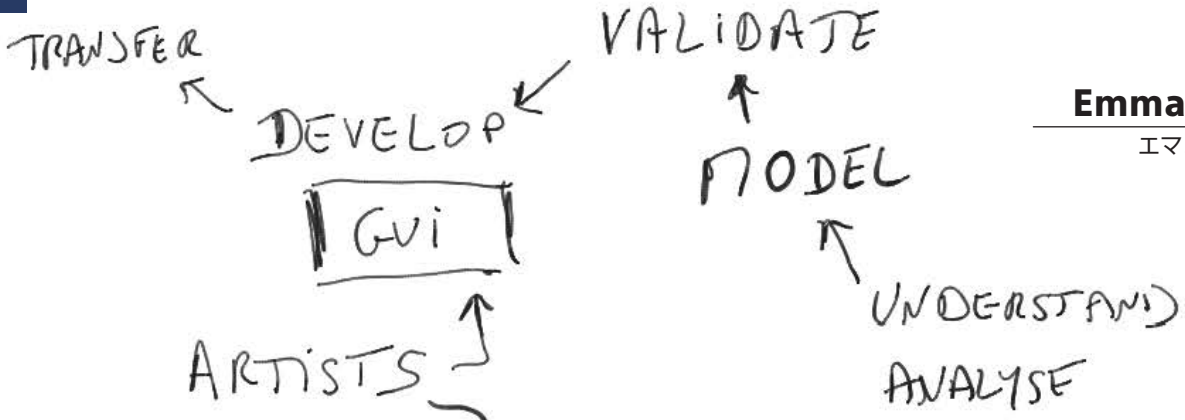 TRANSFER
VALIDATE
DEVELOP
Emma
エマ
MODEL
GUi
UNDERSTAND
ARTiSTS
ANALYSE